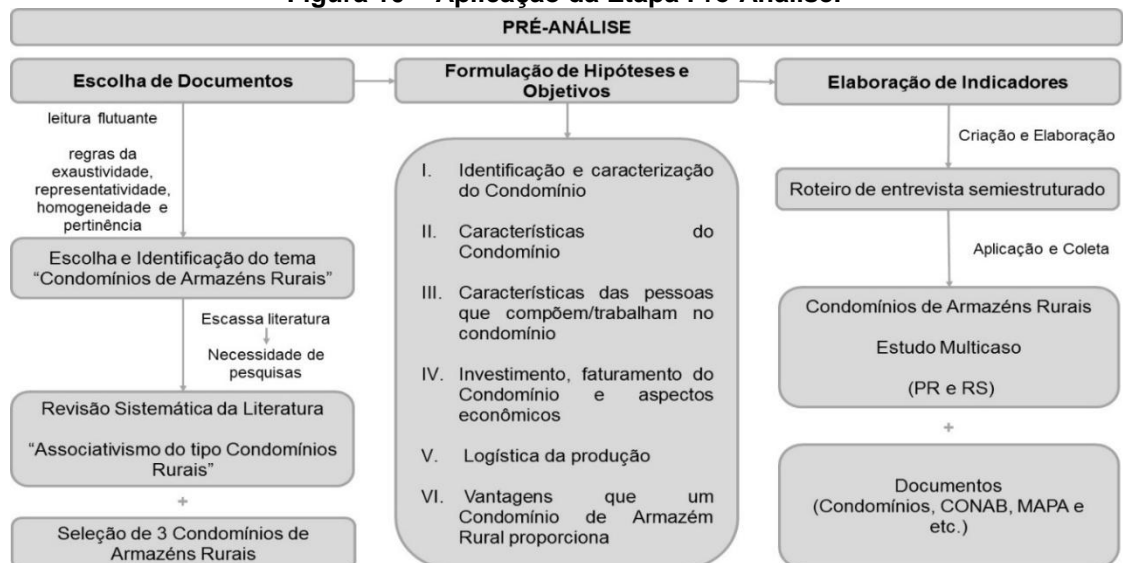 PRÉ-ANÁLISE
Escolha de Documentos
leitura flutuante
regras da
exaustividade,
representatividade,
homogeneidade e
pertinência
Escolha e Identificação do tema
“Condomínios de Armazéns Rurais”
Escassa literatura
Necessidade de
pesquisas
Revisão Sistemática da Literatura
“Associativismo do tipo Condomínios
Rurais”
+
Seleção de 3 Condomínios de
Armazéns Rurais
Formulação de Hipóteses e
Objetivos
I. Identificação e caracterização
do Condomínio
II. Características do
Condomínio
III. Características das pessoas
que compõem/trabalham no
condomínio
IV. Investimento, faturamento do
Condomínio e aspectos
econômicos
V. Logística da produção
VI. Vantagens que um
Condomínio de Armazém
Rural proporciona
Elaboração de Indicadores
Criação e Elaboração
Roteiro de entrevista semiestruturado
Aplicação e Coleta
Condomínios de Armazéns Rurais
Estudo Multicaso
(PR e RS)
+
Documentos
(Condomínios, CONAB, MAPA e
etc.)